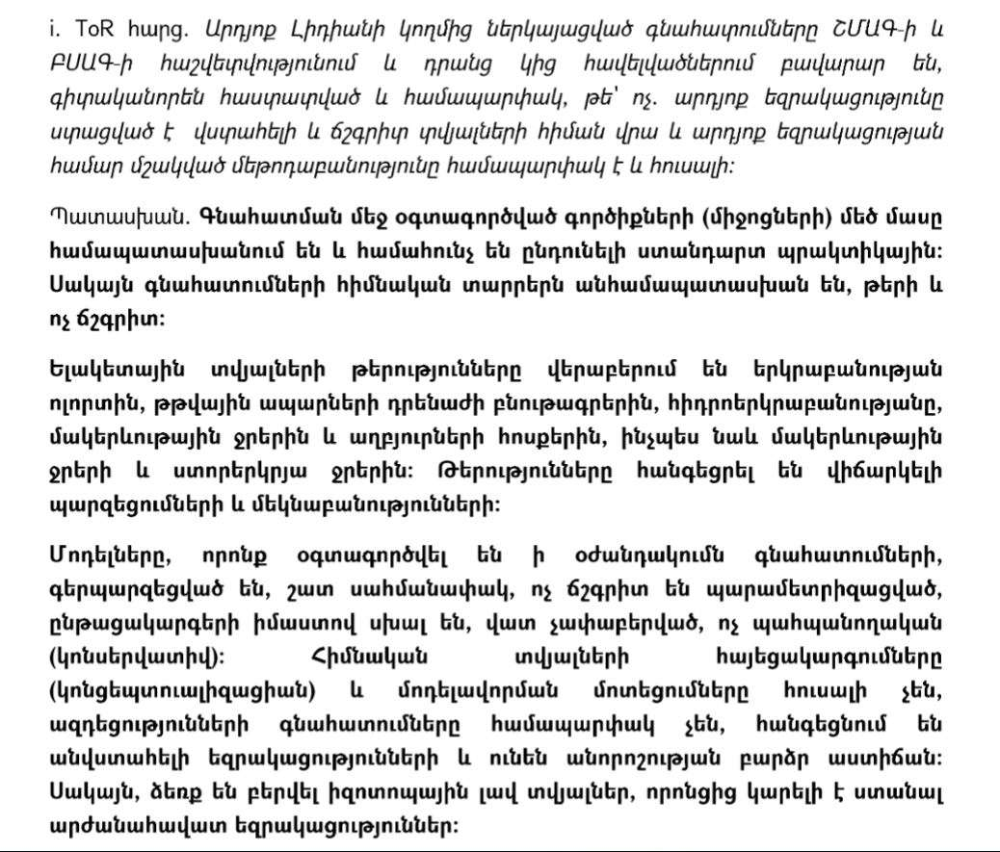 i. ToR հարց. Արդյոք Լիդիանի կողմից ներկայացված գնահատումները ՇՄԱԳ-ի և
ԲՍԱԳ-ի հաշվետվությունում և դրանց կից հավելվածներում բավարար են,
գիտականորեն հաստատված և համապարփակ, թե՝ ոչ. արդյոք եզրակացությունը
ստացված է վստահելի և ճշգրիտ տվյալների հիման վրա և արդյոք եզրակացության
համար մշակված մեթոդաբանությունը համապարփակ է և հուսալի:
Պատասխան. Գնահատման մեջ օգտագործված գործիքների (միջոցների) մեծ մասը
համապատասխանում են և համահունչ են ընդունելի ստանդարտ պրակտիկային:
Սակայն գնահատումների հիմնական տարրերն անհամապատասխան են, թերի և
ոչ ճշգրիտ:
Ելակետային տվյալների թերությունները վերաբերում են երկրաբանության
ոլորտին, թթվային ապարների դրենաժի բնութագրերին, հիդրոերկրաբանությանը,
մակերևութային ջրերին և աղբյուրների հոսքերին, ինչպես նաև մակերևութային
ջրերի և ստորերկրյա ջրերին: Թերությունները հանգեցրել են վիճարկելի
պարզեցումների և մեկնաբանությունների:
Մոդելները, որոնք օգտագործվել են ի օժանդակումն գնահատումների,
գերպարզեցված են, շատ սահմանափակ, ոչ ճշգրիտ են պարամետրիզացված,
ընթացակարգերի իմաստով սխալ են, վատ չափաբերված, ոչ պահպանողական
(կոնսերվատիվ): Հիմնական տվյալների հայեցակարգումները
(կոնցեպտուալիզացիան) և մոդելավորման մոտեցումները հուսալի չեն,
ազդեցությունների գնահատումները համապարփակ չեն, հանգեցնում են
անվստահելի եզրակացությունների և ունեն անորոշության բարձր աստիճան:
Սակայն, ձեռք են բերվել իզոտոպային լավ տվյալներ, որոնցից կարելի է ստանալ
արժանահավատ եզրակացություններ: